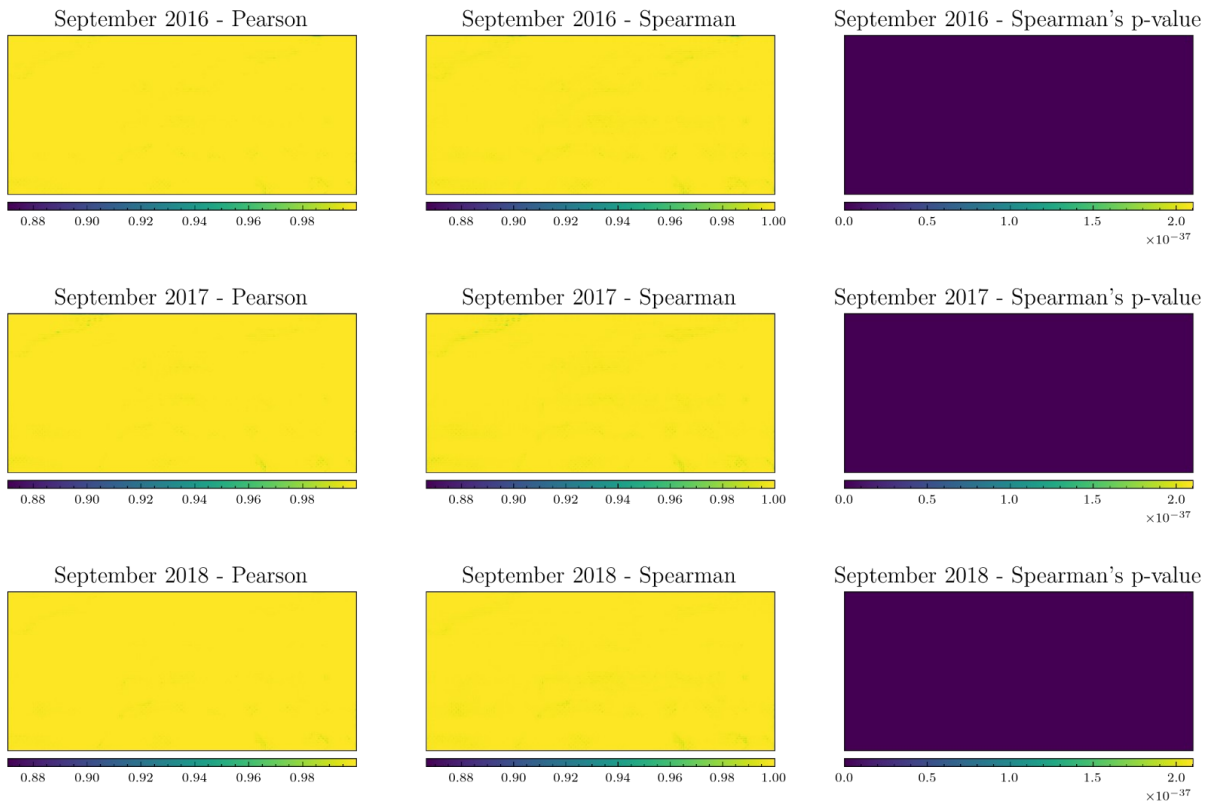 September 2016 - Pearson
September 2016 - Spearman
September 2016 - Spearman's p-value
0.88 0.90 0.92 0.94 0.96 0.98
0.88 0.90 0.92 0.94 0.96 0.98 1.00
0.0 0.5 1.0 1.5 2.0
×10⁻³⁷
September 2017 - Pearson
September 2017 - Spearman
September 2017 - Spearman's p-value
0.88 0.90 0.92 0.94 0.96 0.98
0.88 0.90 0.92 0.94 0.96 0.98 1.00
0.0 0.5 1.0 1.5 2.0
×10⁻³⁷
September 2018 - Pearson
September 2018 - Spearman
September 2018 - Spearman's p-value
0.88 0.90 0.92 0.94 0.96 0.98
0.88 0.90 0.92 0.94 0.96 0.98 1.00
0.0 0.5 1.0 1.5 2.0
×10⁻³⁷